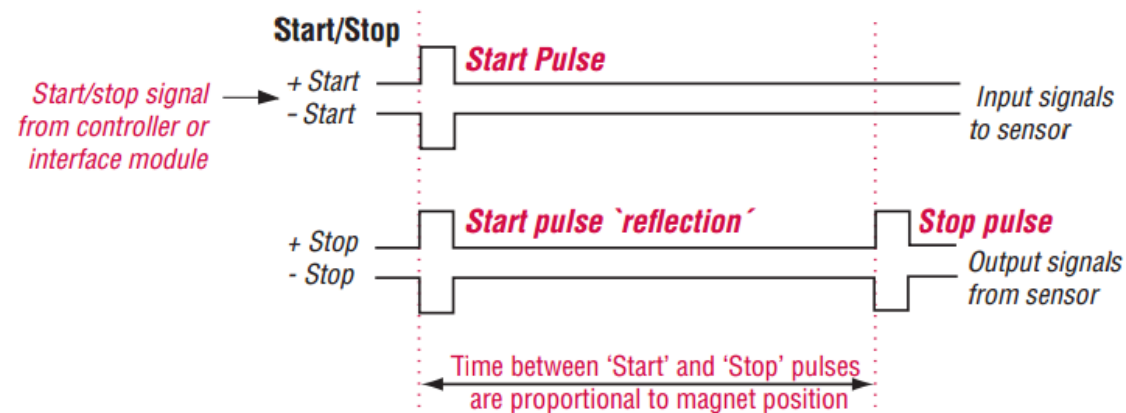 Start/Stop
Start/stop signal
from controller or
interface module
+ Start
- Start
Start Pulse
Input signals
to sensor
+ Stop
- Stop
Start pulse `reflection´
Stop pulse
Output signals
from sensor
Time between ‘Start’ and ‘Stop’ pulses
are proportional to magnet position